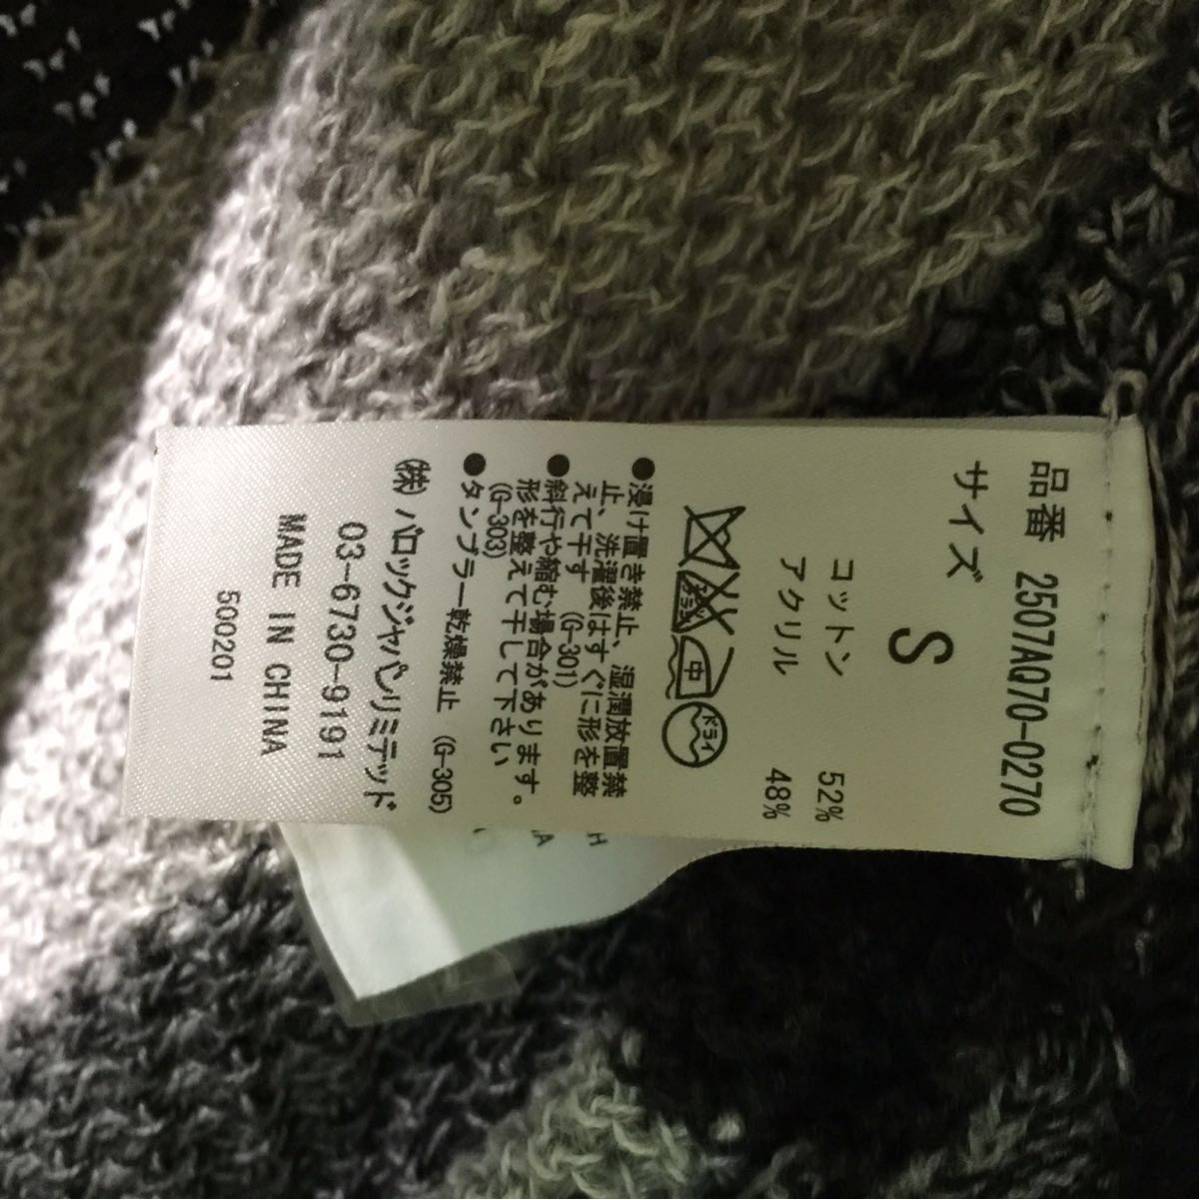 品番 2507AQ70-0270
サイズ
S
コットン 52%
アクリル 48%
エンソ
中
ドライ
●浸け置き禁止、湿潤放置禁
止、洗濯後はすぐに形を整
えて干す (G-301)
●斜行や縮む場合があります。
形を整えて干して下さい
(G-303)
●タンブラー乾燥禁止 (G-305)
㈱ バロックジャパンリミテッド
03-6730-9191
MADE IN CHINA
500201